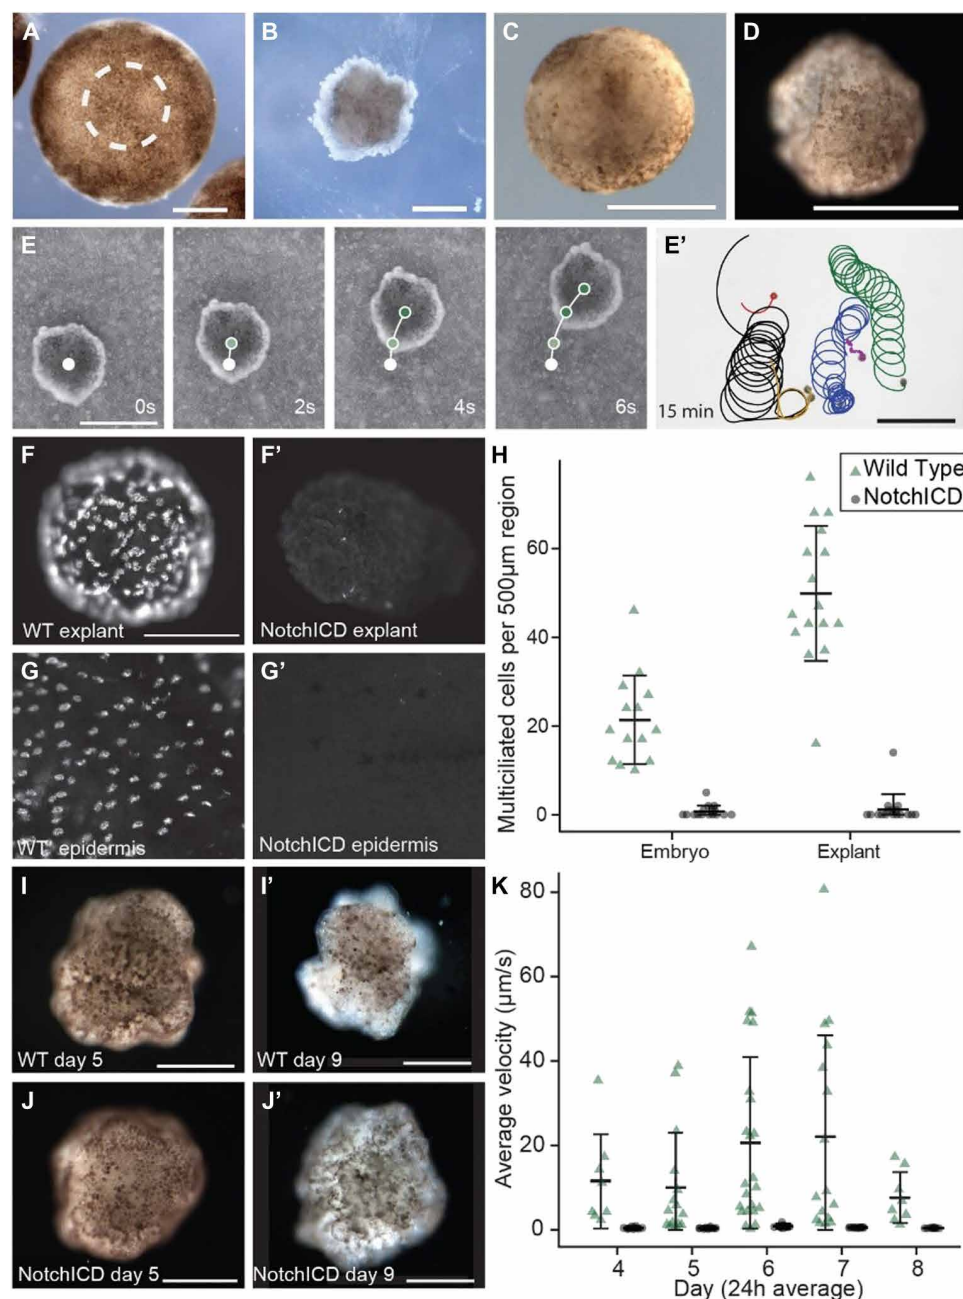 A
B
C
D
E
0s
2s
4s
6s
E’
15 min
F
WT explant
F’
NotchICD explant
G
WT epidermis
G’
NotchICD epidermis
H
Wild Type
NotchICD
Multiciliated cells per 500µm region
60
40
20
0
Embryo
Explant
I
WT day 5
I’
WT day 9
J
NotchICD day 5
J’
NotchICD day 9
K
Average velocity (µm/s)
80
60
40
20
0
4 5 6 7 8
Day (24h average)